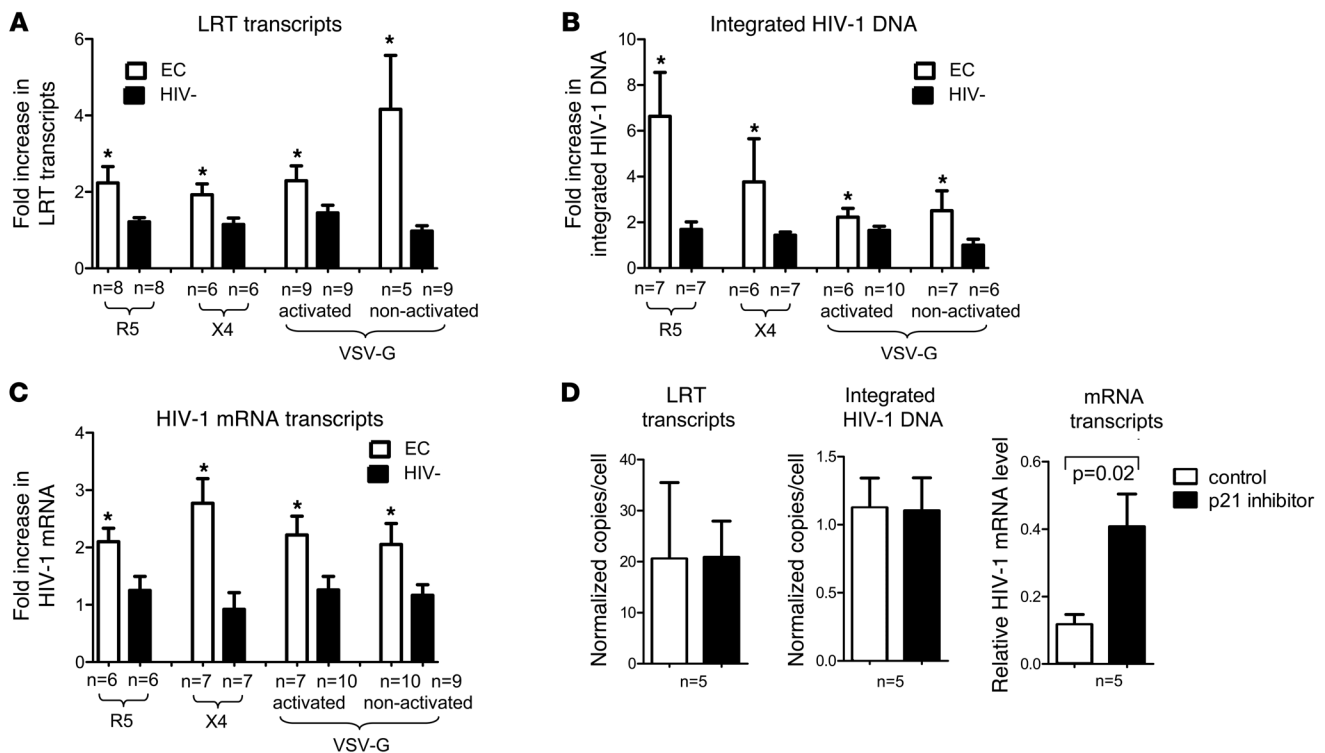 A
LRT transcripts
Fold increase in
LRT transcripts
6
4
2
0
EC
HIV-
*
*
*
*
n=8 n=8 n=6 n=6 n=9 n=9 n=5 n=9
activated non-activated
R5 X4
VSV-G
B
Integrated HIV-1 DNA
Fold increase in
integrated HIV-1 DNA
10
8
6
4
2
0
EC
HIV-
*
*
*
*
n=7 n=7 n=6 n=7 n=6 n=10 n=7 n=6
activated non-activated
R5 X4
VSV-G
C
HIV-1 mRNA transcripts
Fold increase in
HIV-1 mRNA
4
3
2
1
0
EC
HIV-
*
*
*
*
n=6 n=6 n=7 n=7 n=7 n=10 n=10 n=9
activated non-activated
R5 X4
VSV-G
D
LRT
transcripts
Normalized copies/cell
40
30
20
10
0
n=5
Integrated
HIV-1 DNA
Normalized copies/cell
1.5
1.0
0.5
0.0
n=5
mRNA
transcripts
Relative HIV-1 mRNA level
0.6
0.4
0.2
0.0
p=0.02
n=5
control
p21 inhibitor